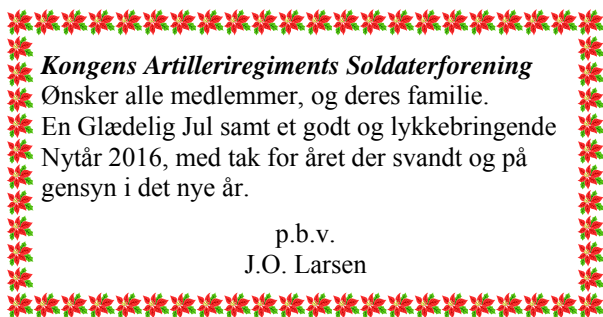 Kongens Artilleriregiments Soldaterforening
Ønsker alle medlemmer, og deres familie.
En Glædelig Jul samt et godt og lykkebringende
Nytår 2016, med tak for året der svandt og på
gensyn i det nye år.
p.b.v.
J.O. Larsen